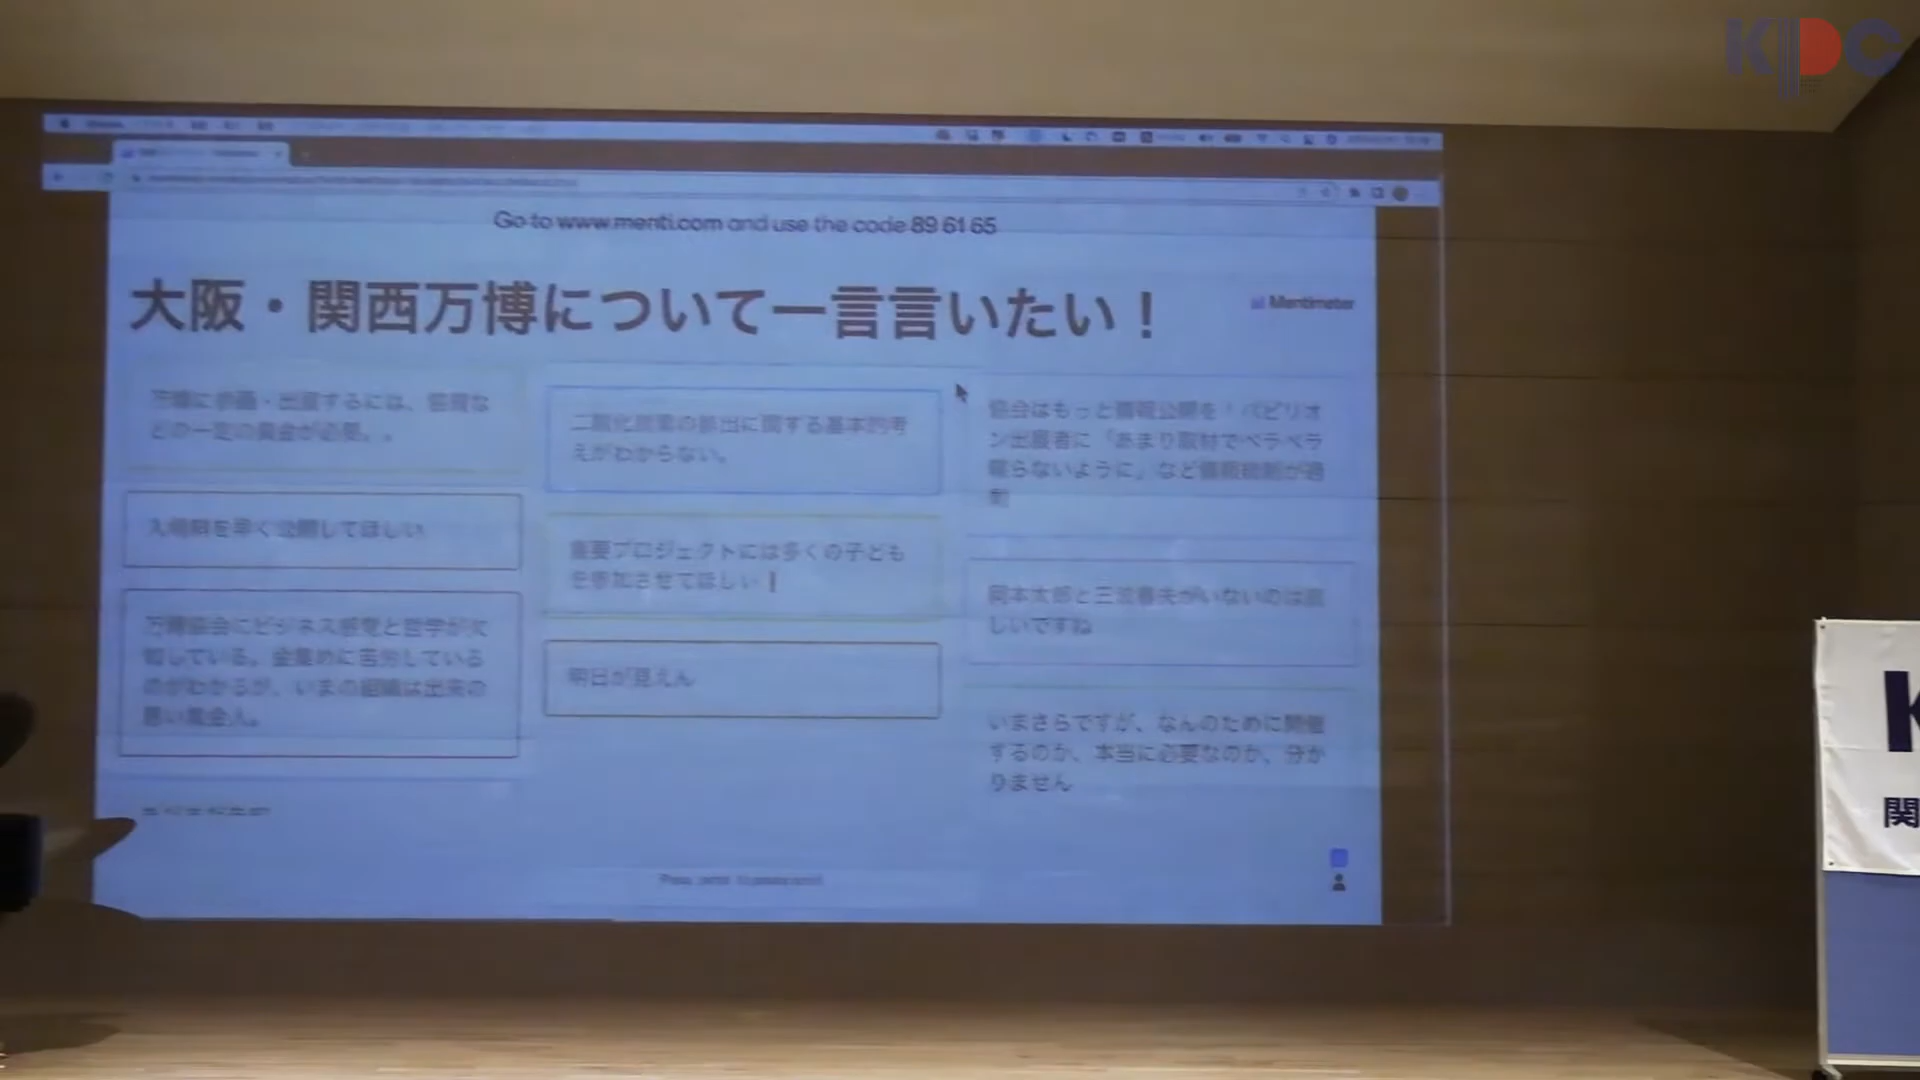 KPC
Go to www.menti.com and use the code 89 61 65
大阪・関西万博について一言言いたい！
Mentimeter
万博に参画・出展するには、協賛な
どの一定の資金が必要。。
入場券を早く公開してほしい
万博協会にビジネス感覚と哲学が欠
如している。金集めに苦労している
のがわかるが、いまの組織は出来の
悪い集金人。
二酸化炭素の排出に関する基本的考
えがわからない。
重要プロジェクトには多くの子ども
を参加させてほしい！
明日が見えん
協会はもっと情報公開を！パビリオ
ン出展者に「あまり取材でベラベラ
喋らないように」など情報統制が過
剰
岡本太郎と三波春夫がいないのは寂
しいですね
いまさらですが、なんのために開催
するのか、本当に必要なのか、分か
りません
K
関